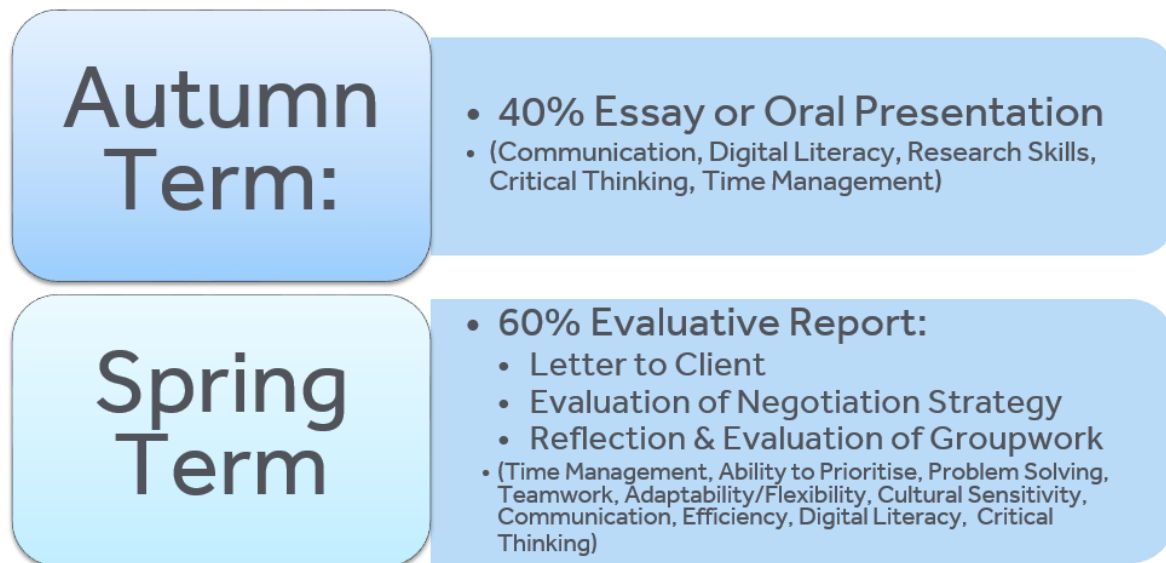 Autumn
Term:
• 40% Essay or Oral Presentation
• (Communication, Digital Literacy, Research Skills,
Critical Thinking, Time Management)
Spring
Term
• 60% Evaluative Report:
• Letter to Client
• Evaluation of Negotiation Strategy
• Reflection & Evaluation of Groupwork
• (Time Management, Ability to Prioritise, Problem Solving,
Teamwork, Adaptability/Flexibility, Cultural Sensitivity,
Communication, Efficiency, Digital Literacy, Critical
Thinking)